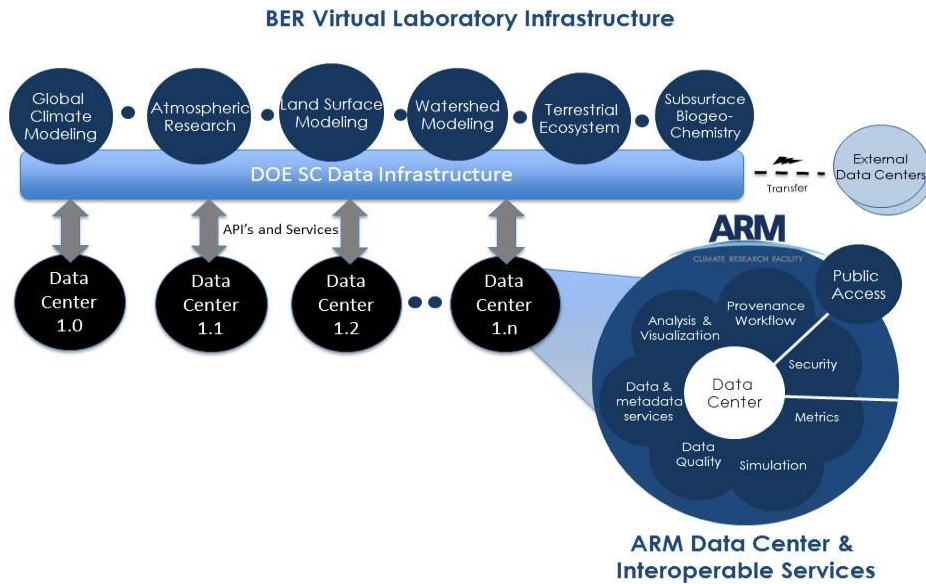 BER Virtual Laboratory Infrastructure
Global
Climate
Modeling
Atmospheric
Research
Land Surface
Modeling
Watershed
Modeling
Terrestrial
Ecosystem
Subsurface
Biogeo-
Chemistry
DOE SC Data Infrastructure
Transfer
External
Data Centers
API's and Services
Data
Center
1.0
Data
Center
1.1
Data
Center
1.2
Data
Center
1.n
ARM
CLIMATE RESEARCH FACILITY
Public
Access
Provenance
Workflow
Analysis &
Visualization
Security
Data &
metadata
services
Data
Center
Metrics
Data
Quality
Simulation
ARM Data Center &
Interoperable Services